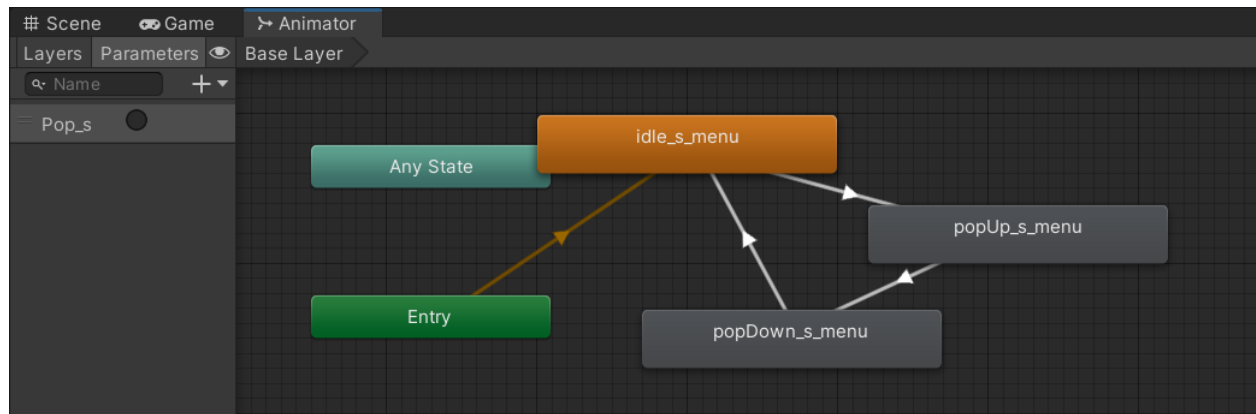 Scene Game Animator
Layers Parameters Base Layer
Name
Pop_s
idle_s_menu
Any State
popUp_s_menu
Entry
popDown_s_menu